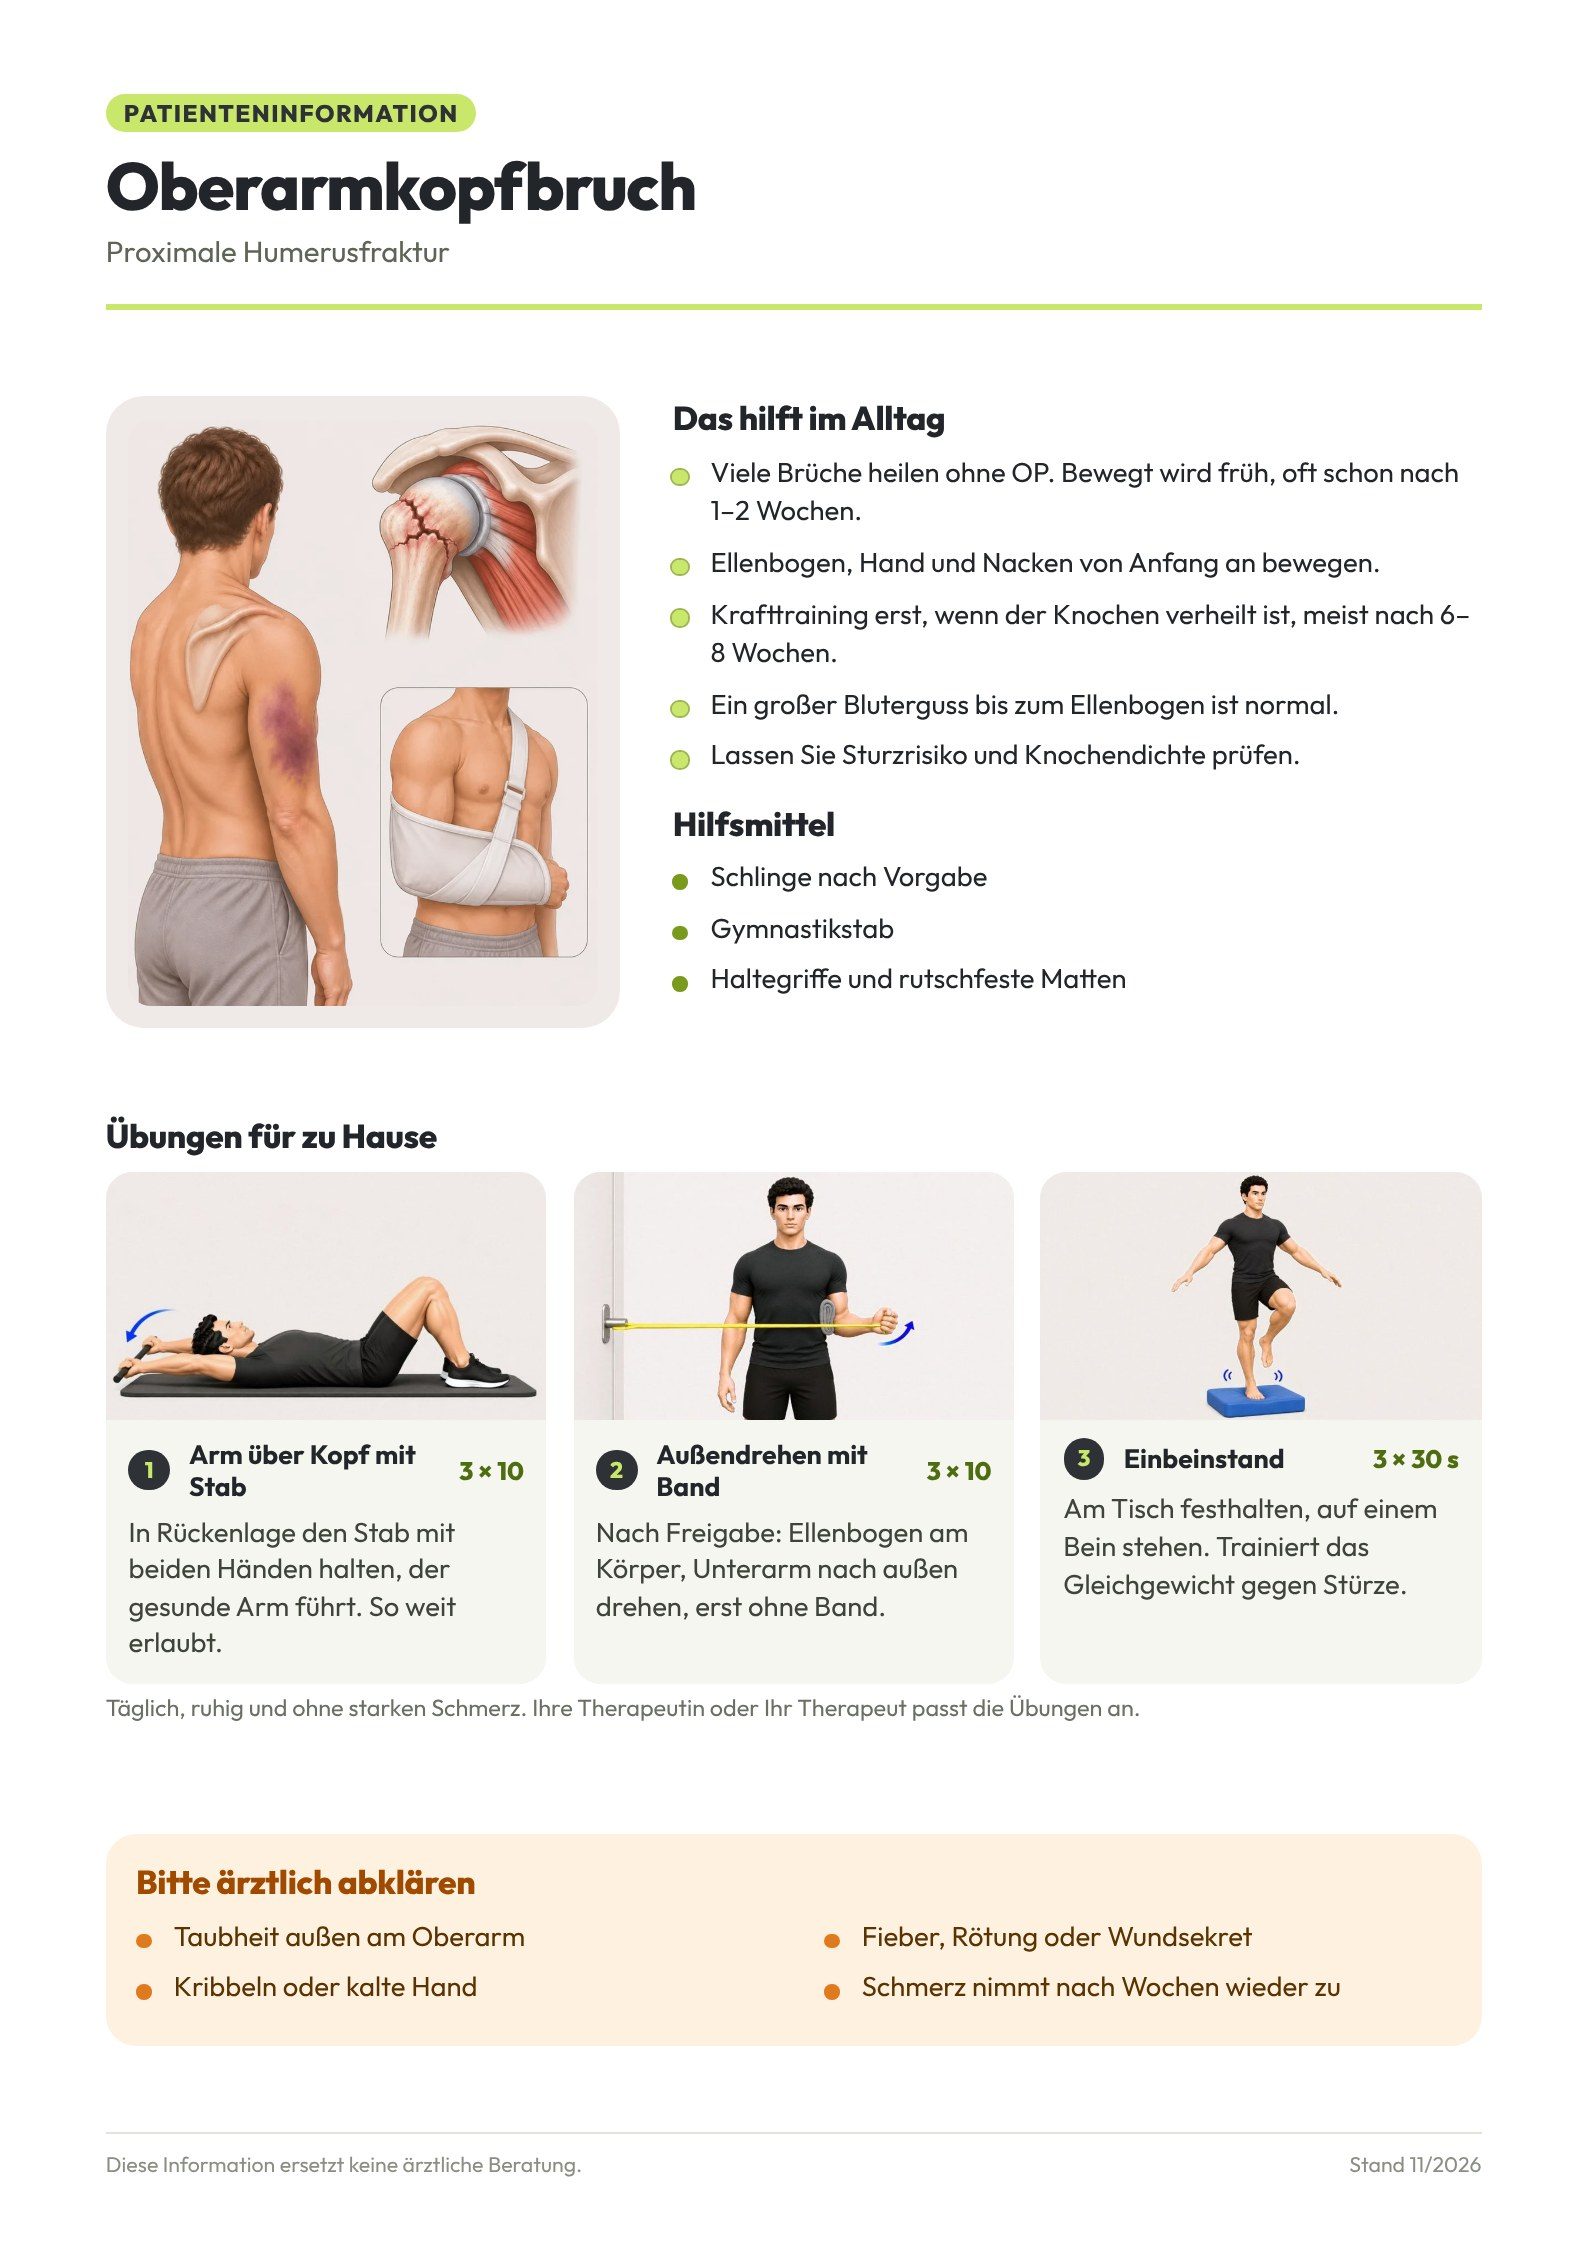 PATIENTENINFORMATION
Oberarmkopfbruch
Proximale Humerusfraktur
Das hilft im Alltag
Viele Brüche heilen ohne OP. Bewegt wird früh, oft schon nach
1–2 Wochen.
Ellenbogen, Hand und Nacken von Anfang an bewegen.
Krafttraining erst, wenn der Knochen verheilt ist, meist nach 6–
8 Wochen.
Ein großer Bluterguss bis zum Ellenbogen ist normal.
Lassen Sie Sturzrisiko und Knochendichte prüfen.
Hilfsmittel
Schlinge nach Vorgabe
Gymnastikstab
Haltegriffe und rutschfeste Matten
Übungen für zu Hause
1 Arm über Kopf mit
Stab
3 × 10
In Rückenlage den Stab mit
beiden Händen halten, der
gesunde Arm führt. So weit
erlaubt.
2 Außendrehen mit
Band
3 × 10
Nach Freigabe: Ellenbogen am
Körper, Unterarm nach außen
drehen, erst ohne Band.
3 Einbeinstand 3 × 30 s
Am Tisch festhalten, auf einem
Bein stehen. Trainiert das
Gleichgewicht gegen Stürze.
Täglich, ruhig und ohne starken Schmerz. Ihre Therapeutin oder Ihr Therapeut passt die Übungen an.
Bitte ärztlich abklären
Taubheit außen am Oberarm
Kribbeln oder kalte Hand
Fieber, Rötung oder Wundsekret
Schmerz nimmt nach Wochen wieder zu
Diese Information ersetzt keine ärztliche Beratung.
Stand 11/2026